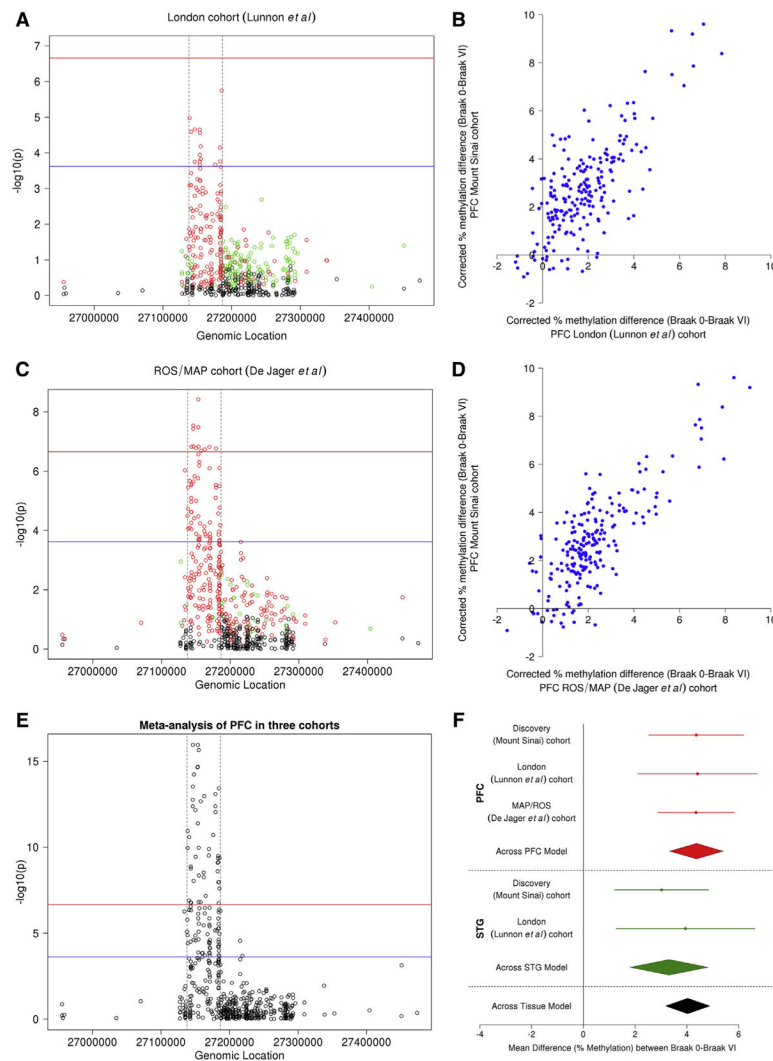 A
London cohort (Lunnon et al)
7
6
5
4
3
2
1
0
-log10(p)
27000000
27100000
27200000
27300000
27400000
Genomic Location
B
Corrected % methylation difference (Braak 0-Braak VI)
PFC Mount Sinai cohort
10
8
6
4
2
0
-2
-2
0
2
4
6
8
10
Corrected % methylation difference (Braak 0-Braak VI)
PFC London (Lunnon et al) cohort
C
ROS/MAP cohort (De Jager et al)
8
6
4
2
0
-log10(p)
27000000
27100000
27200000
27300000
27400000
Genomic Location
D
Corrected % methylation difference (Braak 0-Braak VI)
PFC Mount Sinai cohort
10
8
6
4
2
0
-2
-2
0
2
4
6
8
10
Corrected % methylation difference (Braak 0-Braak VI)
PFC ROS/MAP (De Jager et al) cohort
E
Meta-analysis of PFC in three cohorts
15
10
5
0
-log10(p)
27000000
27100000
27200000
27300000
27400000
Genomic Location
F
PFC
Discovery
(Mount Sinai) cohort
London
(Lunnon et al) cohort
MAP/ROS
(De Jager et al) cohort
Across PFC Model
STG
Discovery
(Mount Sinai) cohort
London
(Lunnon et al) cohort
Across STG Model
Across Tissue Model
-4
-2
0
2
4
6
Mean Difference (% Methylation) between Braak 0-Braak VI